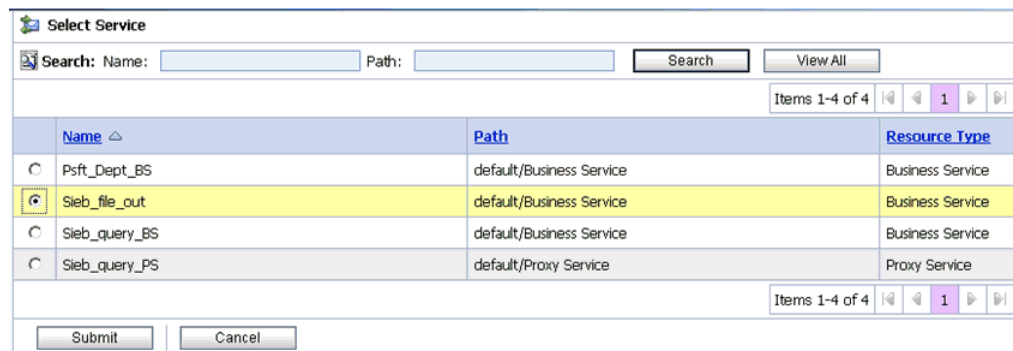 Select Service
Search: Name: Path: Search View All
Items 1-4 of 4 1
Name Path Resource Type
Psft_Dept_BS default/Business Service Business Service
Sieb_file_out default/Business Service Business Service
Sieb_query_BS default/Business Service Business Service
Sieb_query_PS default/Proxy Service Proxy Service
Items 1-4 of 4 1
Submit Cancel